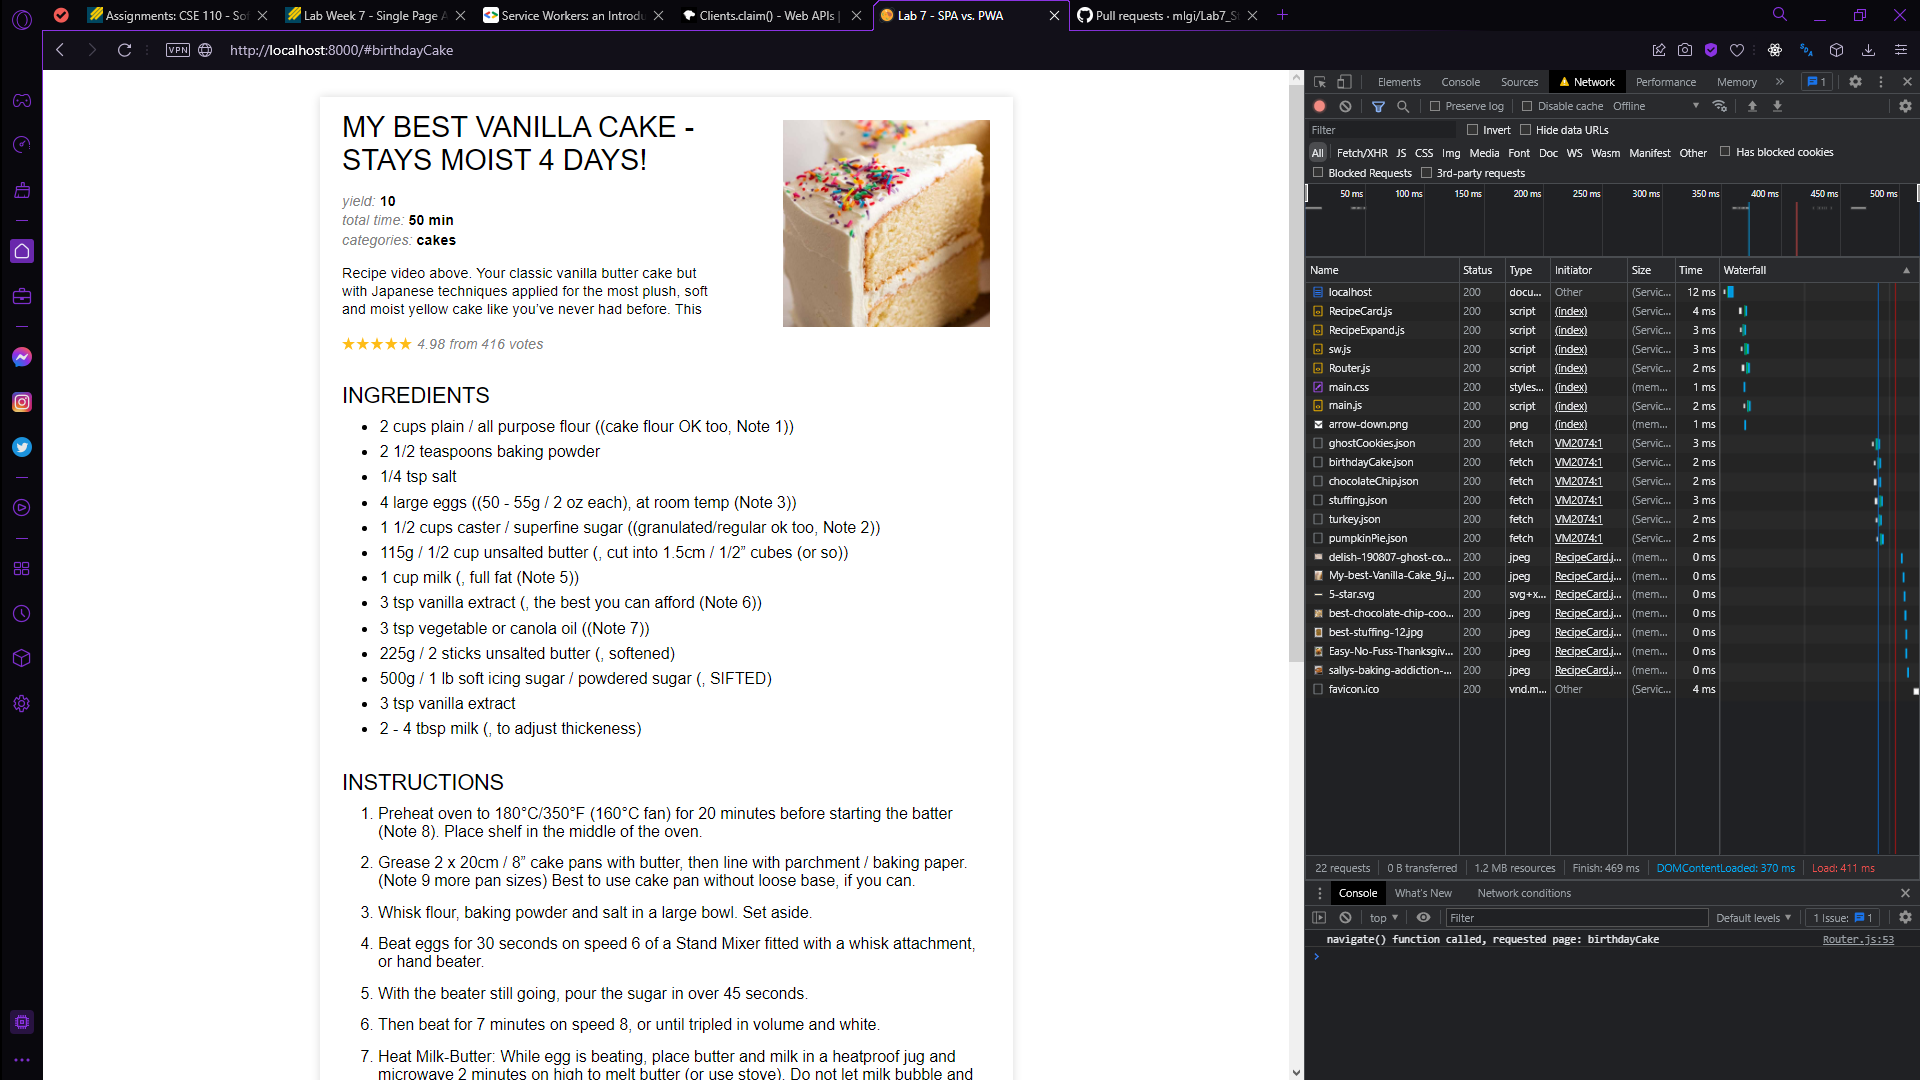 Assignments: CSE 110 - Sof
Lab Week 7 - Single Page A
Service Workers: an Introdu
Clients.claim() - Web APIs |
Lab 7 - SPA vs. PWA
Pull requests · mlgi/Lab7_St
VPN
http://localhost:8000/#birthdayCake
MY BEST VANILLA CAKE -
STAYS MOIST 4 DAYS!
yield: 10
total time: 50 min
categories: cakes
Recipe video above. Your classic vanilla butter cake but
with Japanese techniques applied for the most plush, soft
and moist yellow cake like you've never had before. This
4.98 from 416 votes
INGREDIENTS
• 2 cups plain / all purpose flour ((cake flour OK too, Note 1))
• 2 1/2 teaspoons baking powder
• 1/4 tsp salt
• 4 large eggs ((50 - 55g / 2 oz each), at room temp (Note 3))
• 1 1/2 cups caster / superfine sugar ((granulated/regular ok too, Note 2))
• 115g / 1/2 cup unsalted butter (, cut into 1.5cm / 1/2” cubes (or so))
• 1 cup milk (, full fat (Note 5))
• 3 tsp vanilla extract (, the best you can afford (Note 6))
• 3 tsp vegetable or canola oil ((Note 7))
• 225g / 2 sticks unsalted butter (, softened)
• 500g / 1 lb soft icing sugar / powdered sugar (, SIFTED)
• 3 tsp vanilla extract
• 2 - 4 tbsp milk (, to adjust thickeness)
INSTRUCTIONS
1. Preheat oven to 180°C/350°F (160°C fan) for 20 minutes before starting the batter
(Note 8). Place shelf in the middle of the oven.
2. Grease 2 x 20cm / 8” cake pans with butter, then line with parchment / baking paper.
(Note 9 more pan sizes) Best to use cake pan without loose base, if you can.
3. Whisk flour, baking powder and salt in a large bowl. Set aside.
4. Beat eggs for 30 seconds on speed 6 of a Stand Mixer fitted with a whisk attachment,
or hand beater.
5. With the beater still going, pour the sugar in over 45 seconds.
6. Then beat for 7 minutes on speed 8, or until tripled in volume and white.
7. Heat Milk-Butter: While egg is beating, place butter and milk in a heatproof jug and
microwave 2 minutes on high to melt butter (or use stove). Do not let milk bubble and
Elements Console Sources Network Performance Memory 1
Preserve log Disable cache Offline
Filter Invert Hide data URLs
All Fetch/XHR JS CSS Img Media Font Doc WS Wasm Manifest Other Has blocked cookies
Blocked Requests 3rd-party requests
50 ms 100 ms 150 ms 200 ms 250 ms 300 ms 350 ms 400 ms 450 ms 500 ms
Name Status Type Initiator Size Time Waterfall
localhost 200 docu... Other (Servic... 12 ms
RecipeCard.js 200 script (index) (Servic... 4 ms
RecipeExpand.js 200 script (index) (Servic... 3 ms
sw.js 200 script (index) (Servic... 3 ms
Router.js 200 script (index) (Servic... 2 ms
main.css 200 styles... (index) (mem... 1 ms
main.js 200 script (index) (Servic... 2 ms
arrow-down.png 200 png (index) (mem... 1 ms
ghostCookies.json 200 fetch VM2074:1 (Servic... 3 ms
birthdayCake.json 200 fetch VM2074:1 (Servic... 2 ms
chocolateChip.json 200 fetch VM2074:1 (Servic... 2 ms
stuffing.json 200 fetch VM2074:1 (Servic... 3 ms
turkey.json 200 fetch VM2074:1 (Servic... 2 ms
pumpkinPie.json 200 fetch VM2074:1 (Servic... 2 ms
delish-190807-ghost-co... 200 jpeg RecipeCard.j... (mem... 0 ms
My-best-Vanilla-Cake_9.j... 200 jpeg RecipeCard.j... (mem... 0 ms
5-star.svg 200 svg+x... RecipeCard.j... (mem... 0 ms
best-chocolate-chip-coo... 200 jpeg RecipeCard.j... (mem... 0 ms
best-stuffing-12.jpg 200 jpeg RecipeCard.j... (mem... 0 ms
Easy-No-Fuss-Thanksgiv... 200 jpeg RecipeCard.j... (mem... 0 ms
sallys-baking-addiction-... 200 jpeg RecipeCard.j... (mem... 0 ms
favicon.ico 200 vnd.m... Other (Servic... 4 ms
22 requests 0 B transferred 1.2 MB resources Finish: 469 ms DOMContentLoaded: 370 ms Load: 411 ms
Console What's New Network conditions
top Filter Default levels 1 Issue: 1
navigate() function called, requested page: birthdayCake Router.js:53